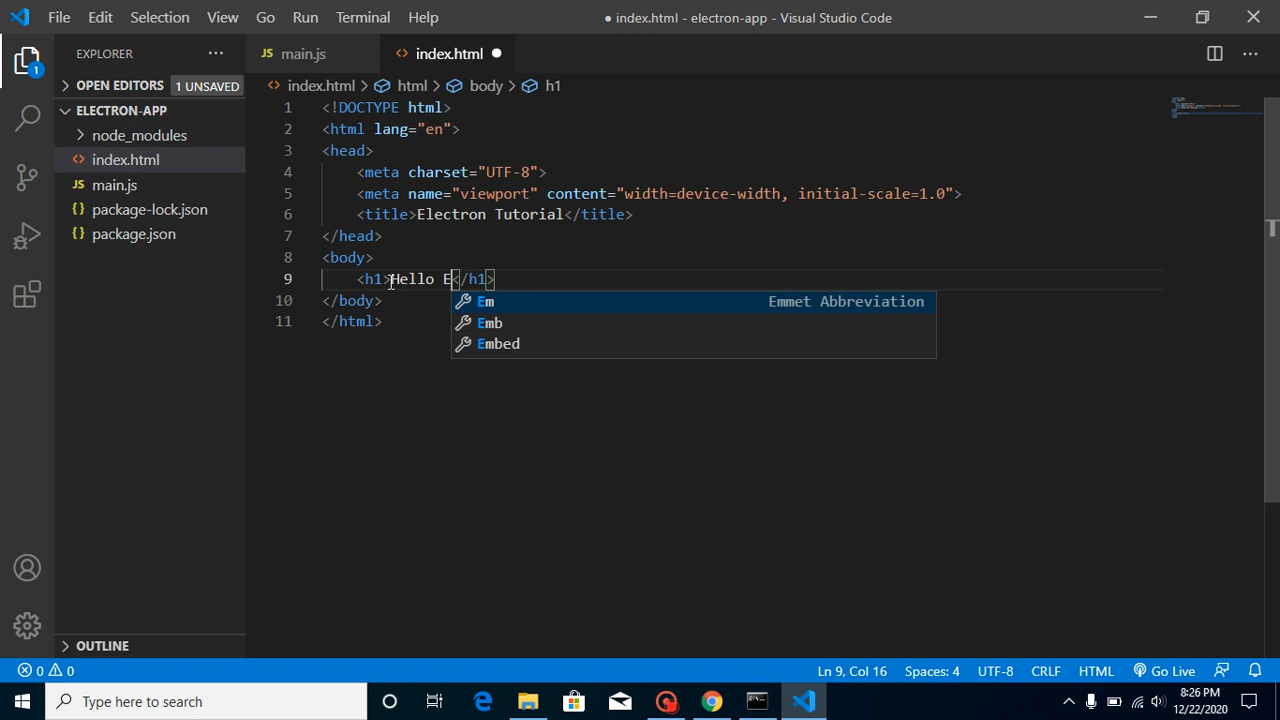 File Edit Selection View Go Run Terminal Help
● index.html - electron-app - Visual Studio Code
EXPLORER ···
JS main.js
<> index.html ●
1
OPEN EDITORS 1 UNSAVED
<> index.html > html > body > h1
ELECTRON-APP
node_modules
<> index.html
JS main.js
{} package-lock.json
{} package.json
1 <!DOCTYPE html>
2 <html lang="en">
3 <head>
4 <meta charset="UTF-8">
5 <meta name="viewport" content="width=device-width, initial-scale=1.0">
6 <title>Electron Tutorial</title>
7 </head>
8 <body>
9 <h1>Hello E</h1>
10 </body>
11 </html>
Em Emmet Abbreviation
Emb
Embed
OUTLINE
0 0
Ln 9, Col 16 Spaces: 4 UTF-8 CRLF HTML Go Live
Type here to search
8:26 PM
12/22/2020